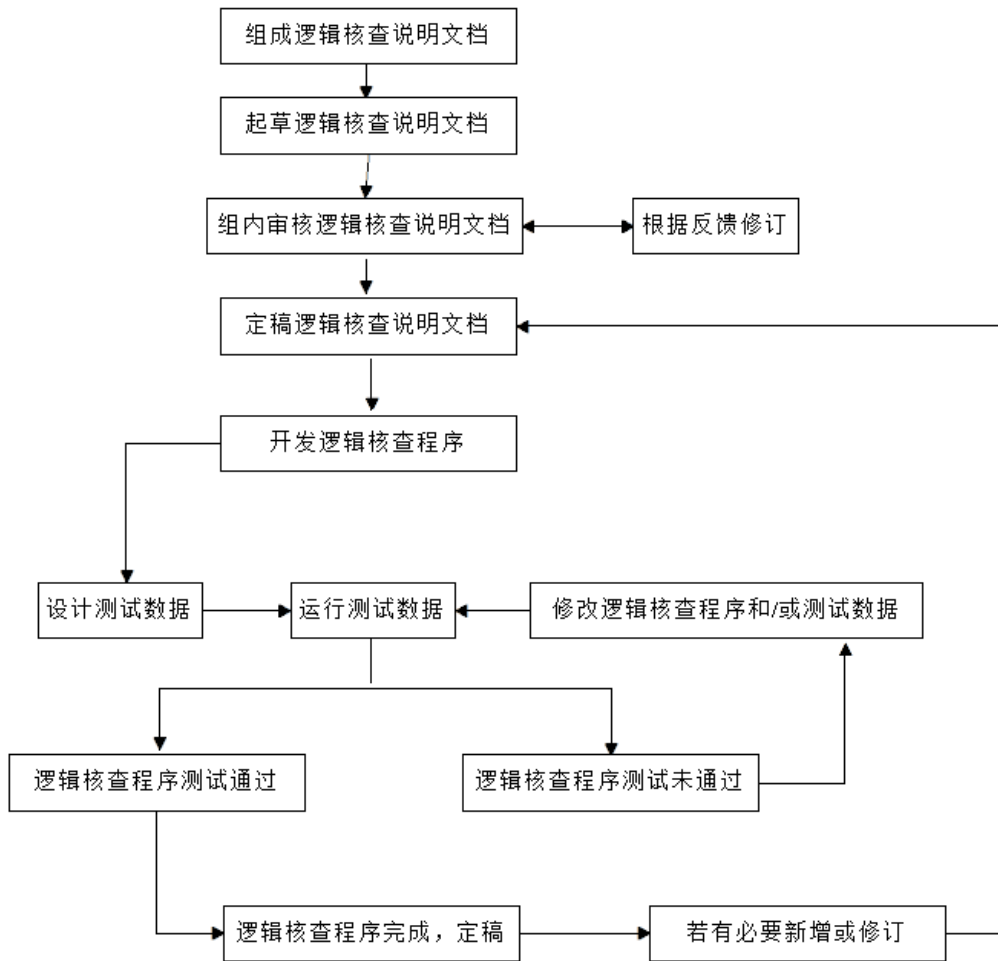 组成逻辑核查说明文档
起草逻辑核查说明文档
组内审核逻辑核查说明文档
根据反馈修订
定稿逻辑核查说明文档
开发逻辑核查程序
设计测试数据
运行测试数据
修改逻辑核查程序和/或测试数据
逻辑核查程序测试通过
逻辑核查程序测试未通过
逻辑核查程序完成，定稿
若有必要新增或修订